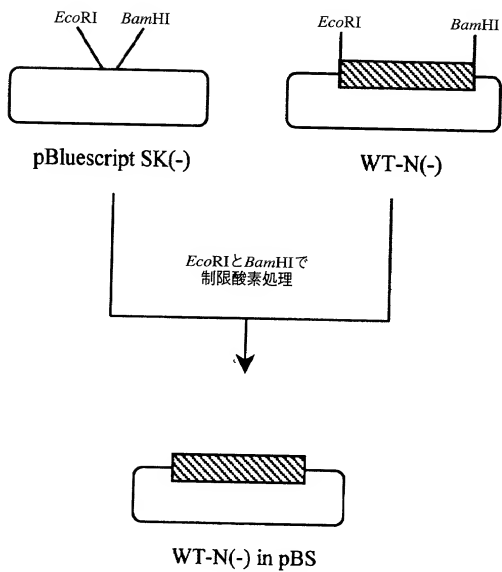 EcoRI BamHI
EcoRI BamHI
pBluescript SK(-)
WT-N(-)
EcoRIとBamHIで
制限酸素処理
WT-N(-) in pBS